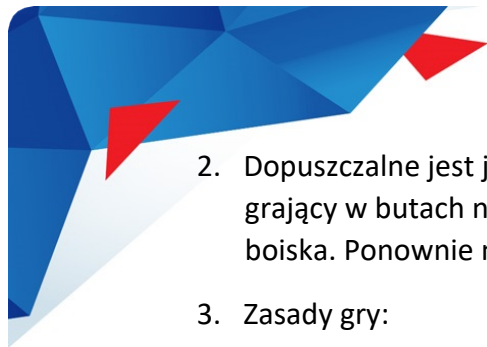 2. Dopuszczalne jest
grający w butach
boiska. Ponownie
3. Zasady gry: